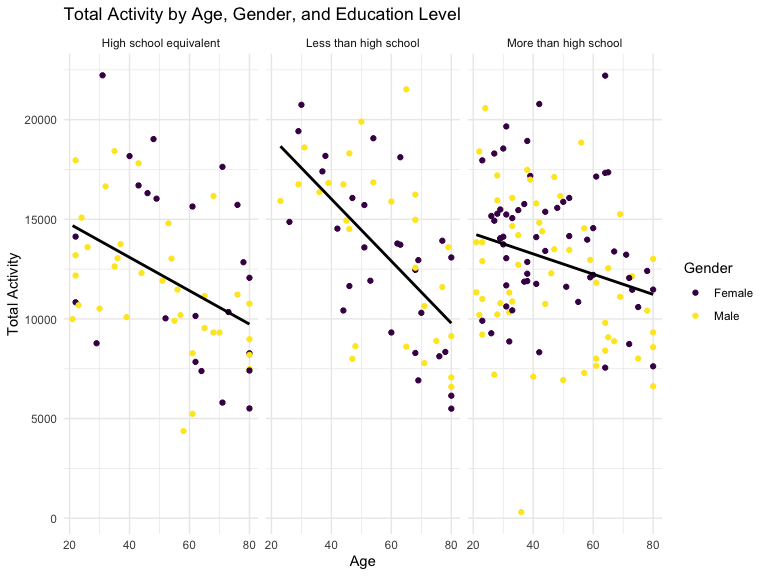 Total Activity by Age, Gender, and Education Level
High school equivalent
Less than high school
More than high school
Total Activity
20000
15000
10000
5000
0
20 40 60 80
20 40 60 80
20 40 60 80
Age
Gender
Female
Male